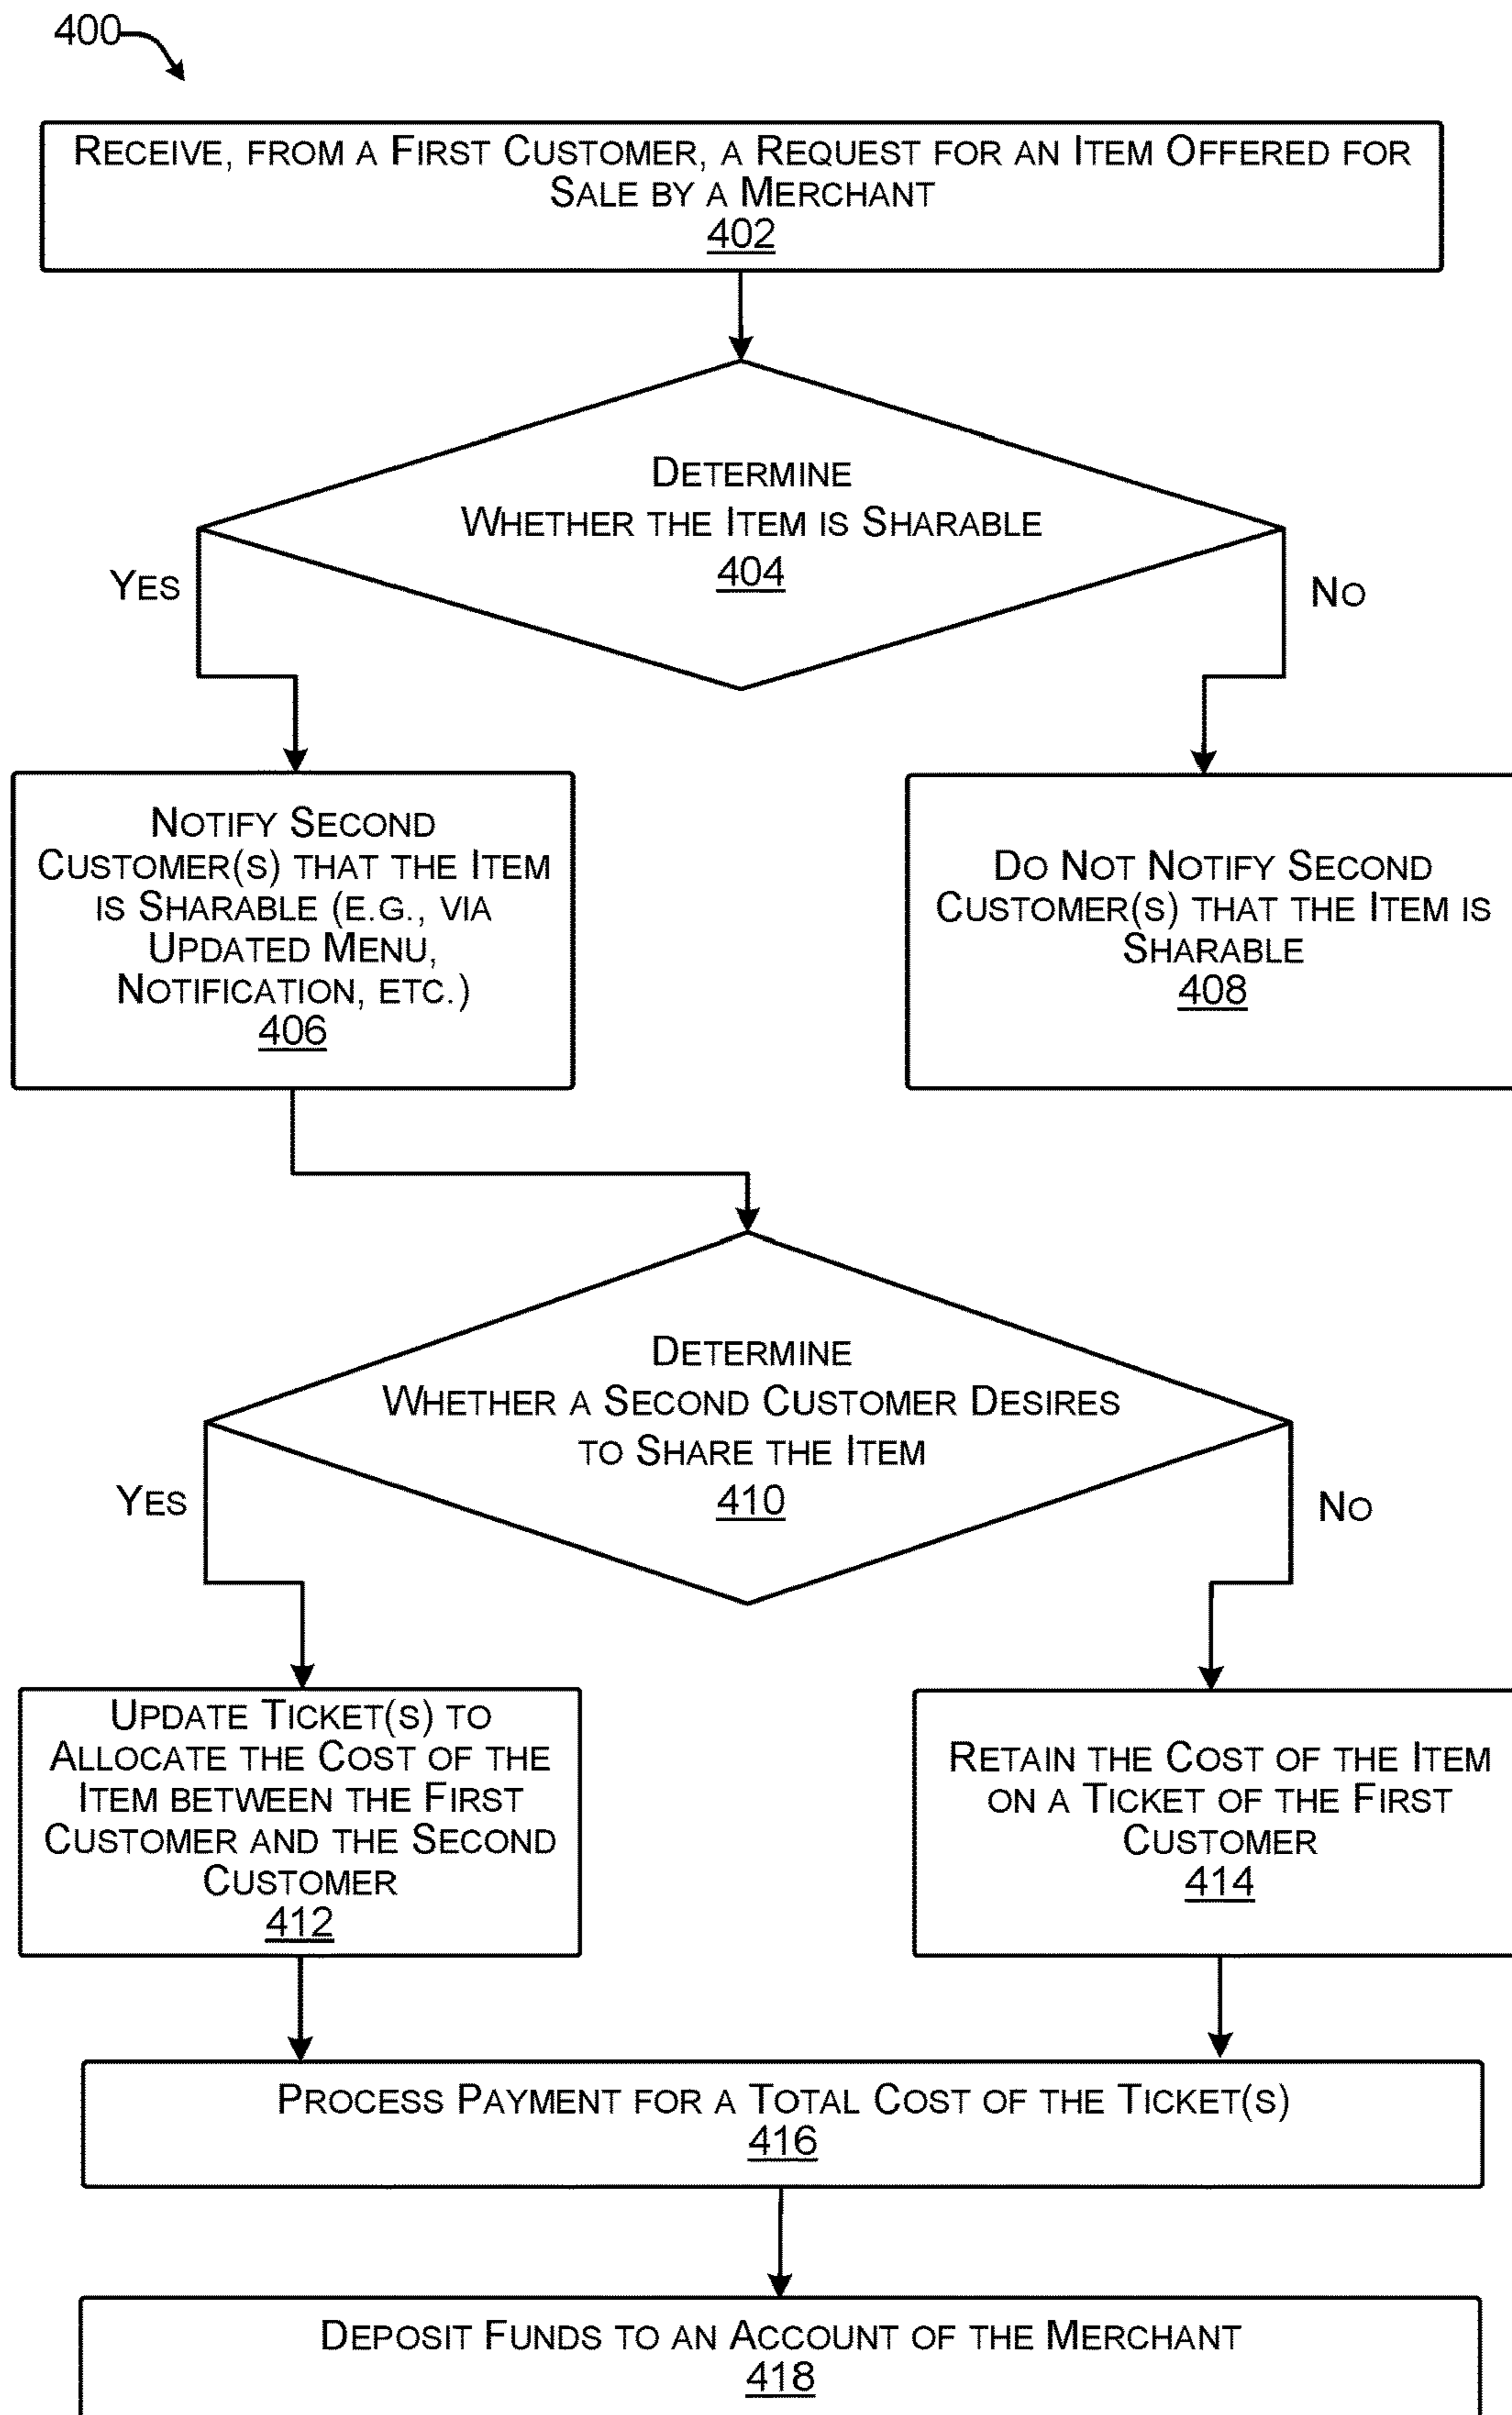 400
RECEIVE, FROM A FIRST CUSTOMER, A REQUEST FOR AN ITEM OFFERED FOR
SALE BY A MERCHANT
402
DETERMINE
WHETHER THE ITEM IS SHARABLE
404
YES
NO
NOTIFY SECOND
CUSTOMER(S) THAT THE ITEM
IS SHARABLE (E.G., VIA
UPDATED MENU,
NOTIFICATION, ETC.)
406
DO NOT NOTIFY SECOND
CUSTOMER(S) THAT THE ITEM IS
SHARABLE
408
DETERMINE
WHETHER A SECOND CUSTOMER DESIRES
TO SHARE THE ITEM
410
YES
NO
UPDATE TICKET(S) TO
ALLOCATE THE COST OF THE
ITEM BETWEEN THE FIRST
CUSTOMER AND THE SECOND
CUSTOMER
412
RETAIN THE COST OF THE ITEM
ON A TICKET OF THE FIRST
CUSTOMER
414
PROCESS PAYMENT FOR A TOTAL COST OF THE TICKET(S)
416
DEPOSIT FUNDS TO AN ACCOUNT OF THE MERCHANT
418